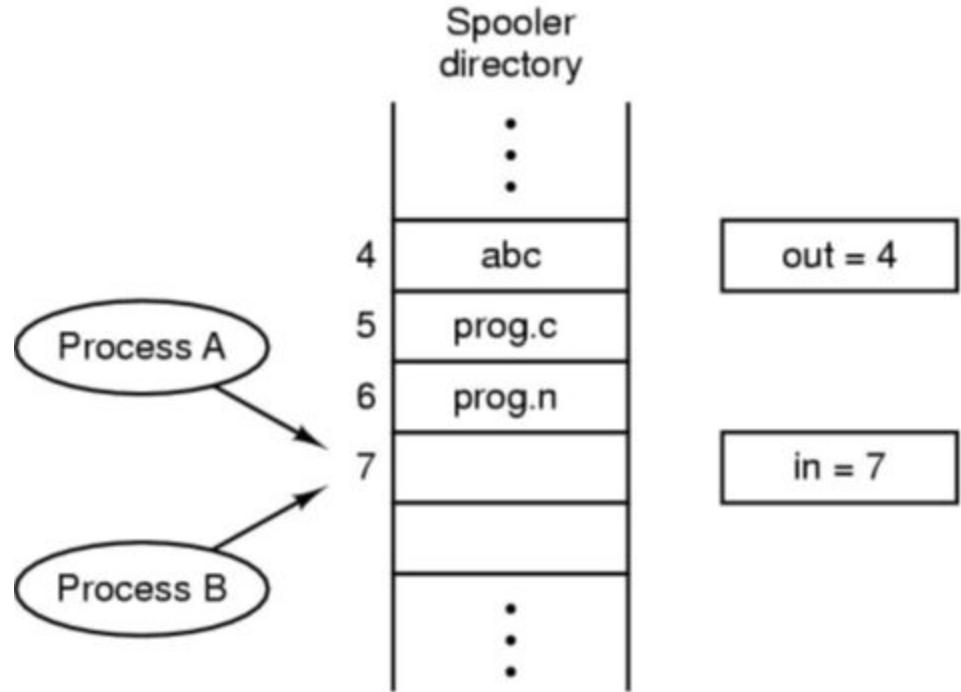 Spooler
directory
4 abc out = 4
5 prog.c
Process A
6 prog.n
7 in = 7
Process B